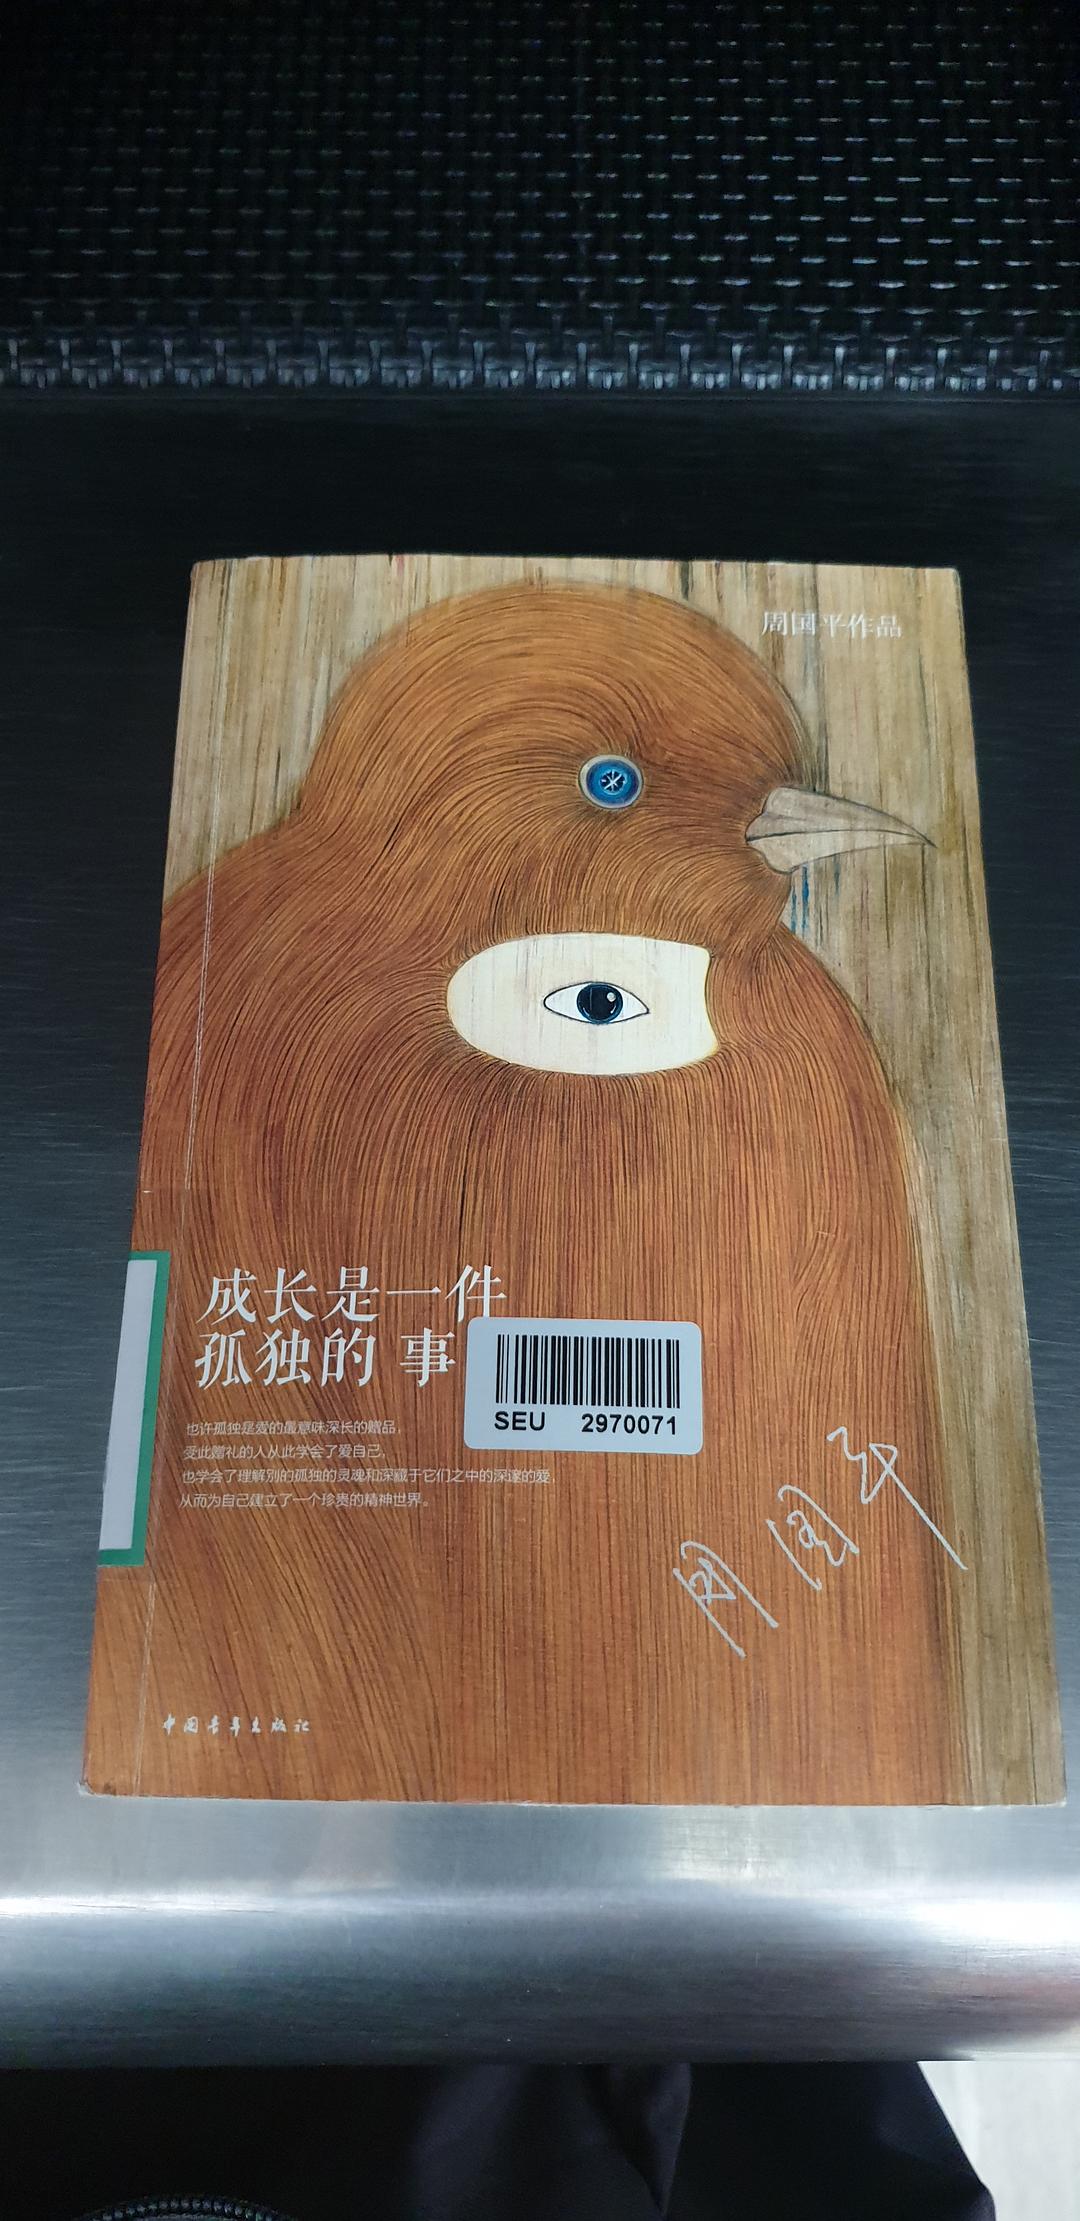 周国平作品
成长是一件
孤独的 事
SEU 2970071
也许孤独是爱的最意味深长的赠品，
受此赠礼的人从此学会了爱自己，
也学会了理解别的孤独的灵魂和深藏于它们之中的深邃的爱，
从而为自己建立了一个珍贵的精神世界。
周国平
中国青年出版社